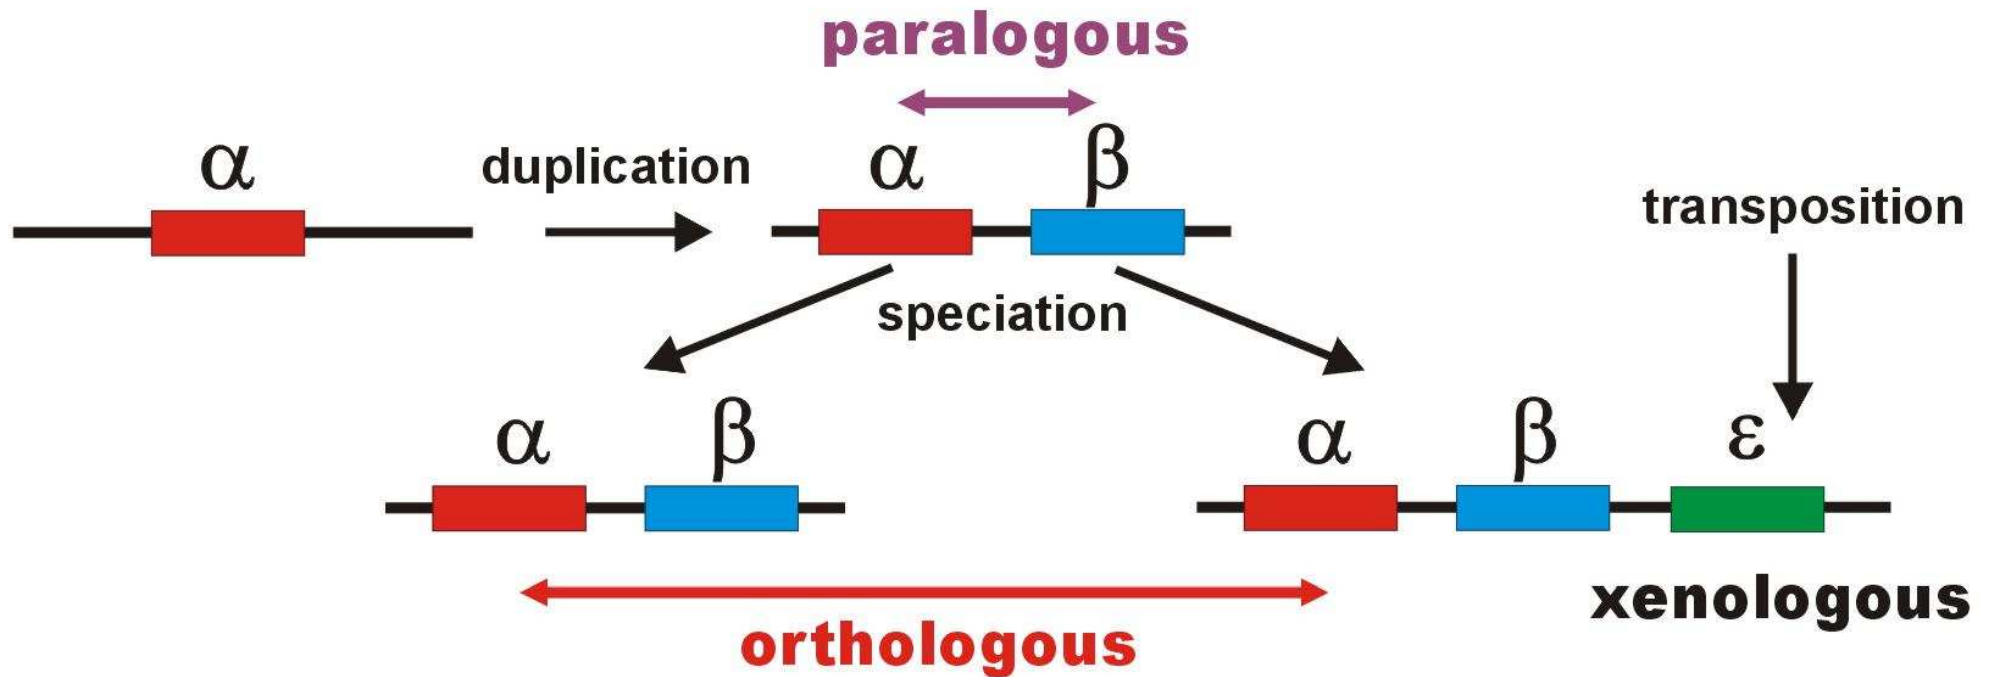 paralogous
α
duplication
α
β
transposition
speciation
α
β
α
β
ε
xenologous
orthologous